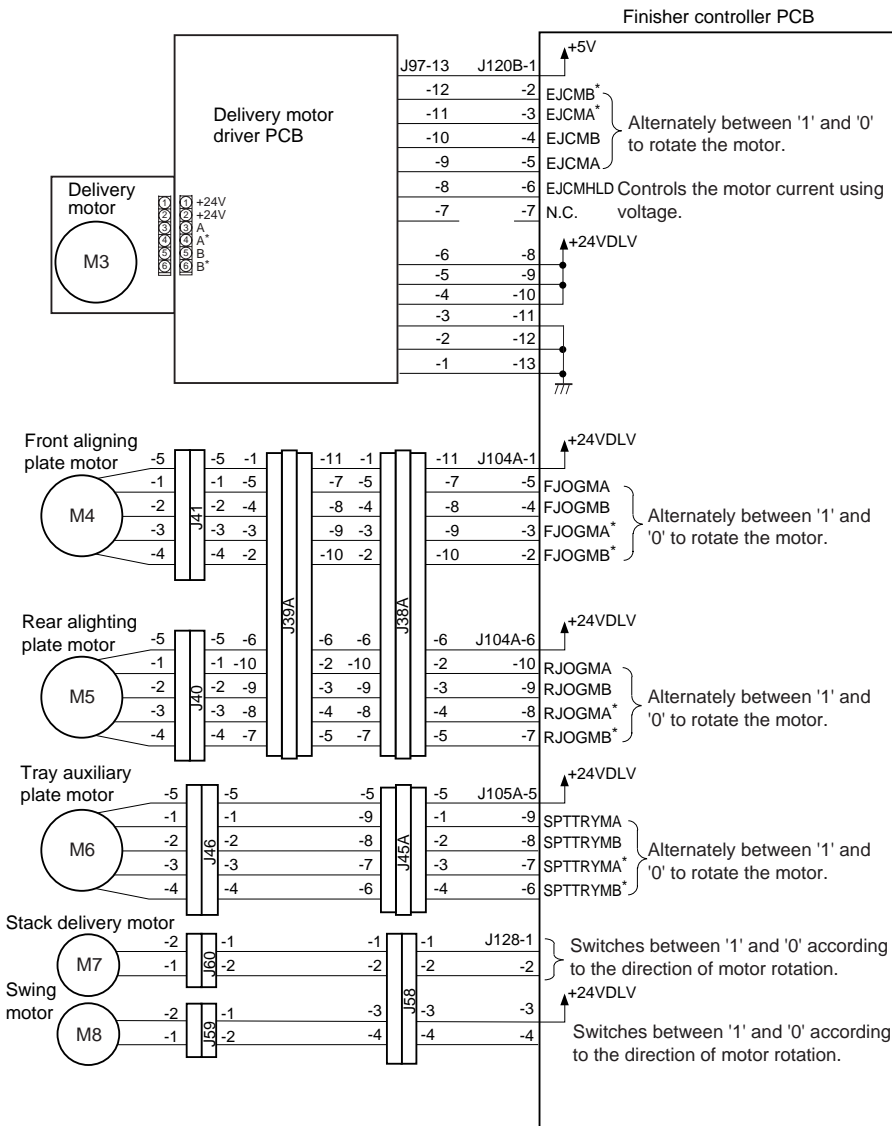 Finisher controller PCB
+5V
J97-13 J120B-1
-12 -2 EJCMB*
-11 -3 EJCMA*
-10 -4 EJCMB
-9 -5 EJCMA
Alternately between '1' and '0'
to rotate the motor.
-8 -6 EJCMHLD Controls the motor current using
-7 -7 N.C. voltage.
+24VDLV
-6 -8
-5 -9
-4 -10
-3 -11
-2 -12
-1 -13
Delivery motor
driver PCB
Delivery
motor
M3
1 1 +24V
2 2 +24V
3 3 A
4 4 A*
5 5 B
6 6 B*
Front aligning
plate motor
M4
+24VDLV
-5 -5 -1 -11 -1 -11 J104A-1
-1 -1 -5 -7 -5 -7 -5 FJOGMA
-2 -2 -4 -8 -4 -8 -4 FJOGMB
-3 -3 -3 -9 -3 -9 -3 FJOGMA*
-4 -4 -2 -10 -2 -10 -2 FJOGMB*
J41
Alternately between '1' and
'0' to rotate the motor.
J39A
J38A
Rear alighting
plate motor
M5
+24VDLV
-5 -5 -6 -6 -6 -6 J104A-6
-1 -1 -10 -2 -10 -2 -10 RJOGMA
-2 -2 -9 -3 -9 -3 -9 RJOGMB
-3 -3 -8 -4 -8 -4 -8 RJOGMA*
-4 -4 -7 -5 -7 -5 -7 RJOGMB*
J40
Alternately between '1' and
'0' to rotate the motor.
Tray auxiliary
plate motor
M6
+24VDLV
-5 -5 -5 -5 J105A-5
-1 -1 -9 -1 -9 SPTTRYMA
-2 -2 -8 -2 -8 SPTTRYMB
-3 -3 -7 -3 -7 SPTTRYMA*
-4 -4 -6 -4 -6 SPTTRYMB*
J46
J45A
Alternately between '1' and
'0' to rotate the motor.
Stack delivery motor
M7
-2 -1 -1 -1 J128-1
-1 -2 -2 -2 -2
J60
Switches between '1' and '0' according
to the direction of motor rotation.
J58
Swing
motor
M8
+24VDLV
-2 -1 -3 -3 -3
-1 -2 -4 -4 -4
J59
Switches between '1' and '0' according
to the direction of motor rotation.